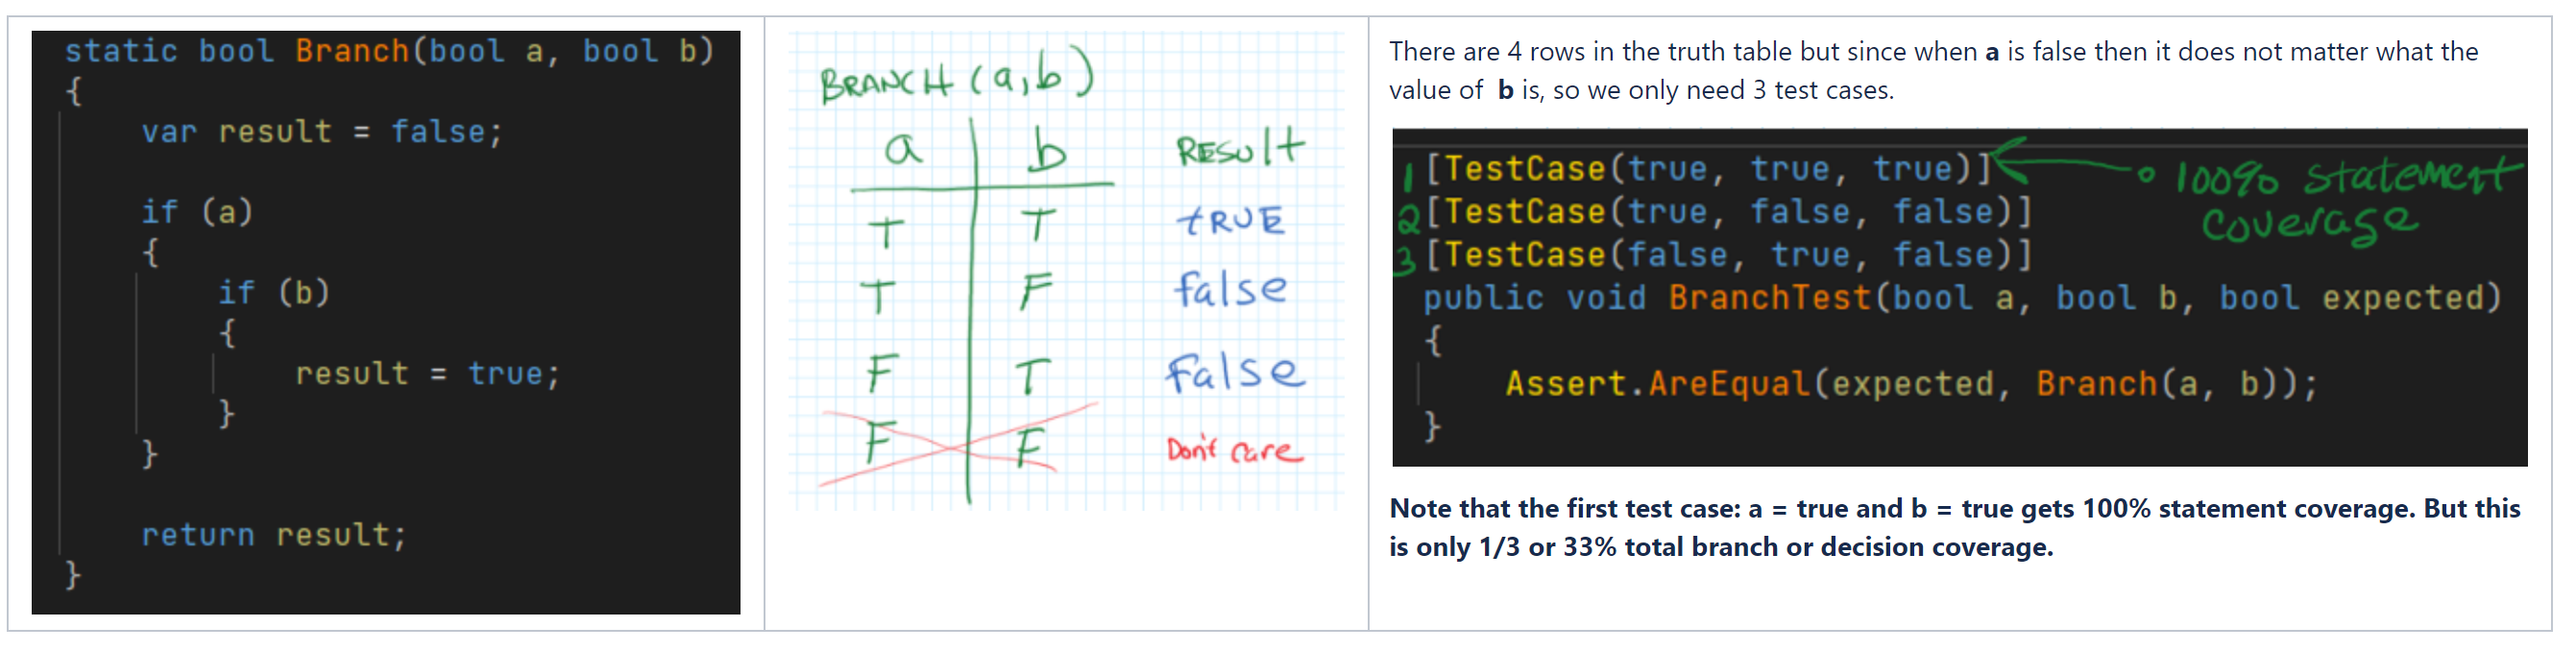 static bool Branch(bool a, bool b)
{
var result = false;
if (a)
{
if (b)
{
result = true;
}
}
return result;
}
BRANCH (a,b)
a b RESULT
T T tRUE
T F false
F T False
F F Don't Care
There are 4 rows in the truth table but since when a is false then it does not matter what the
value of b is, so we only need 3 test cases.
1 [TestCase(true, true, true)] 100% statement
2 [TestCase(true, false, false)] coverage
3 [TestCase(false, true, false)]
public void BranchTest(bool a, bool b, bool expected)
{
Assert.AreEqual(expected, Branch(a, b));
}
Note that the first test case: a = true and b = true gets 100% statement coverage. But this
is only 1/3 or 33% total branch or decision coverage.